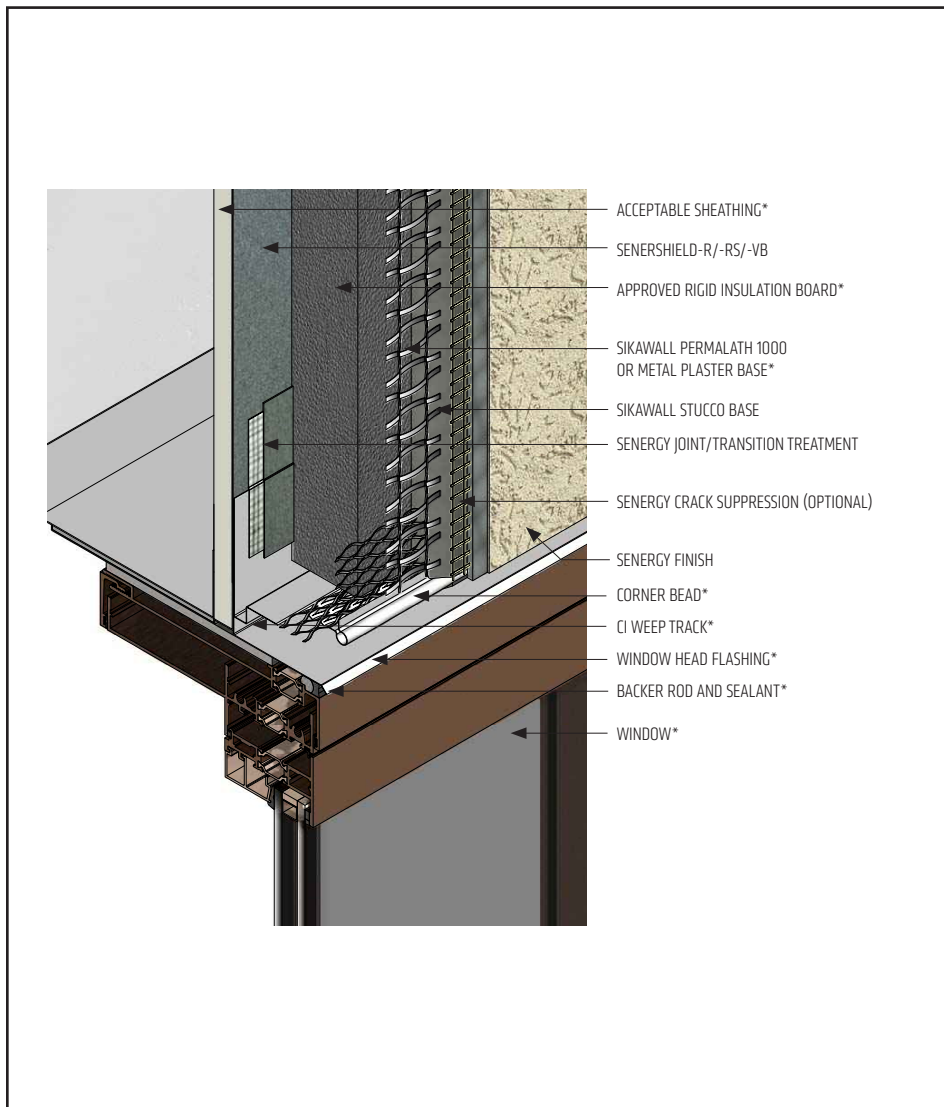 ACCEPTABLE SHEATHING*
SENERSHIELD-R/-RS/-VB
APPROVED RIGID INSULATION BOARD*
SIKAWALL PERMALATH 1000
OR METAL PLASTER BASE*
SIKAWALL STUCCO BASE
SENERGY JOINT/TRANSITION TREATMENT
SENERGY CRACK SUPPRESSION (OPTIONAL)
SENERGY FINISH
CORNER BEAD*
CI WEEP TRACK*
WINDOW HEAD FLASHING*
BACKER ROD AND SEALANT*
WINDOW*